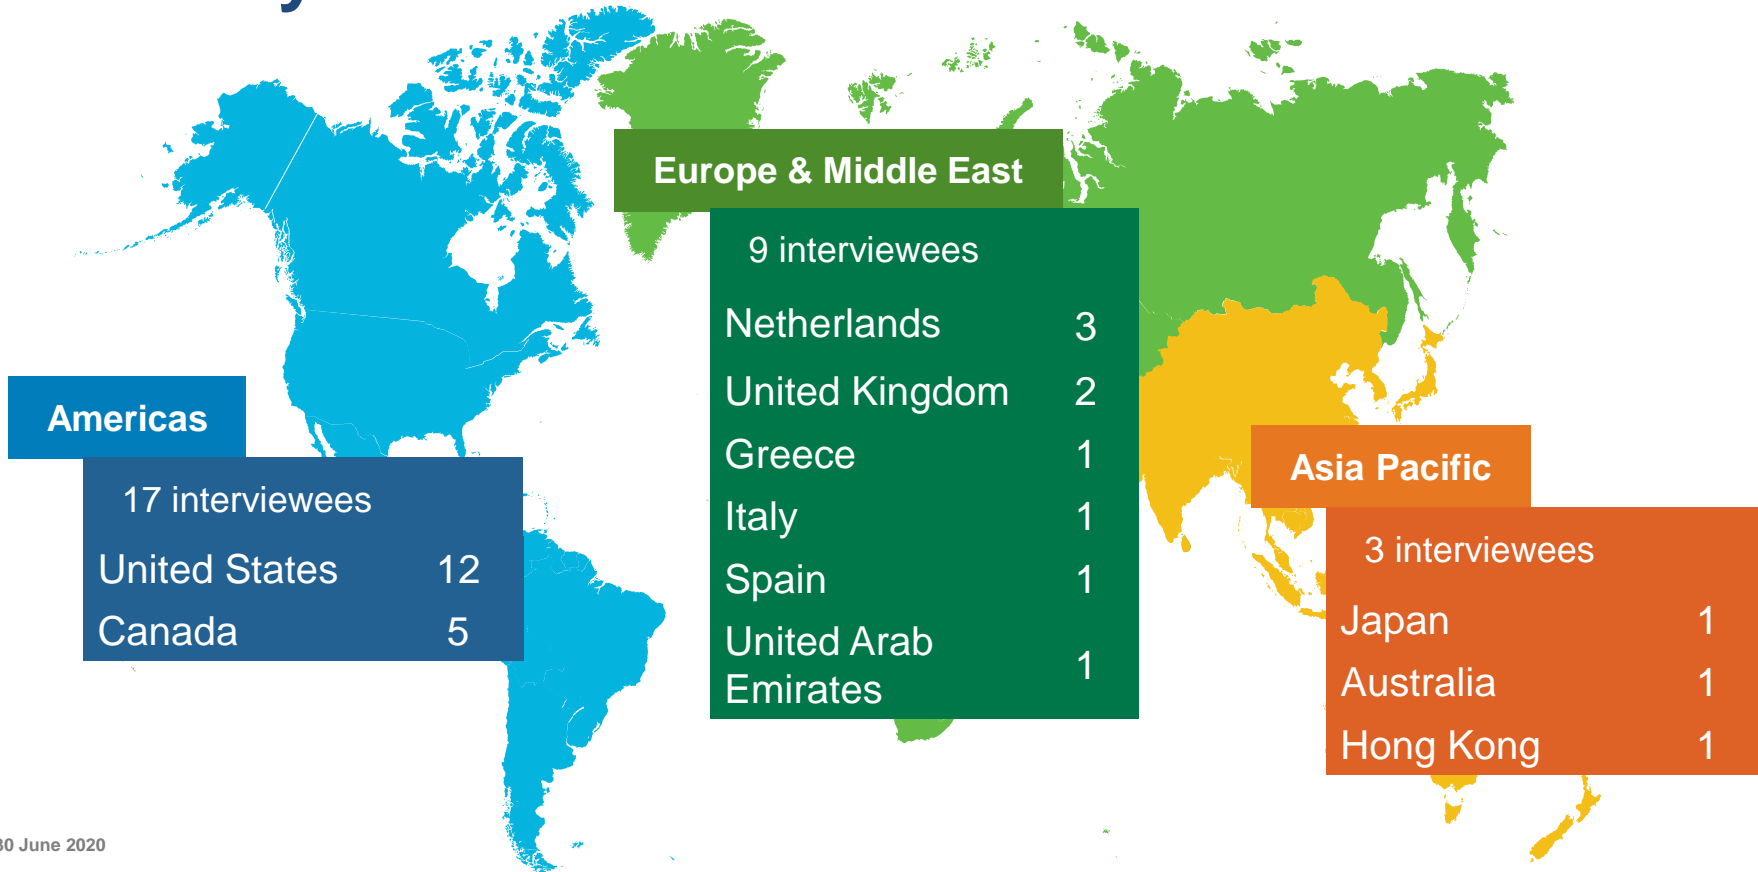 Europe & Middle East
9 interviewees
Netherlands 3
United Kingdom 2
Greece 1
Italy 1
Spain 1
United Arab
Emirates 1
Americas
17 interviewees
United States 12
Canada 5
Asia Pacific
3 interviewees
Japan 1
Australia 1
Hong Kong 1
30 June 2020